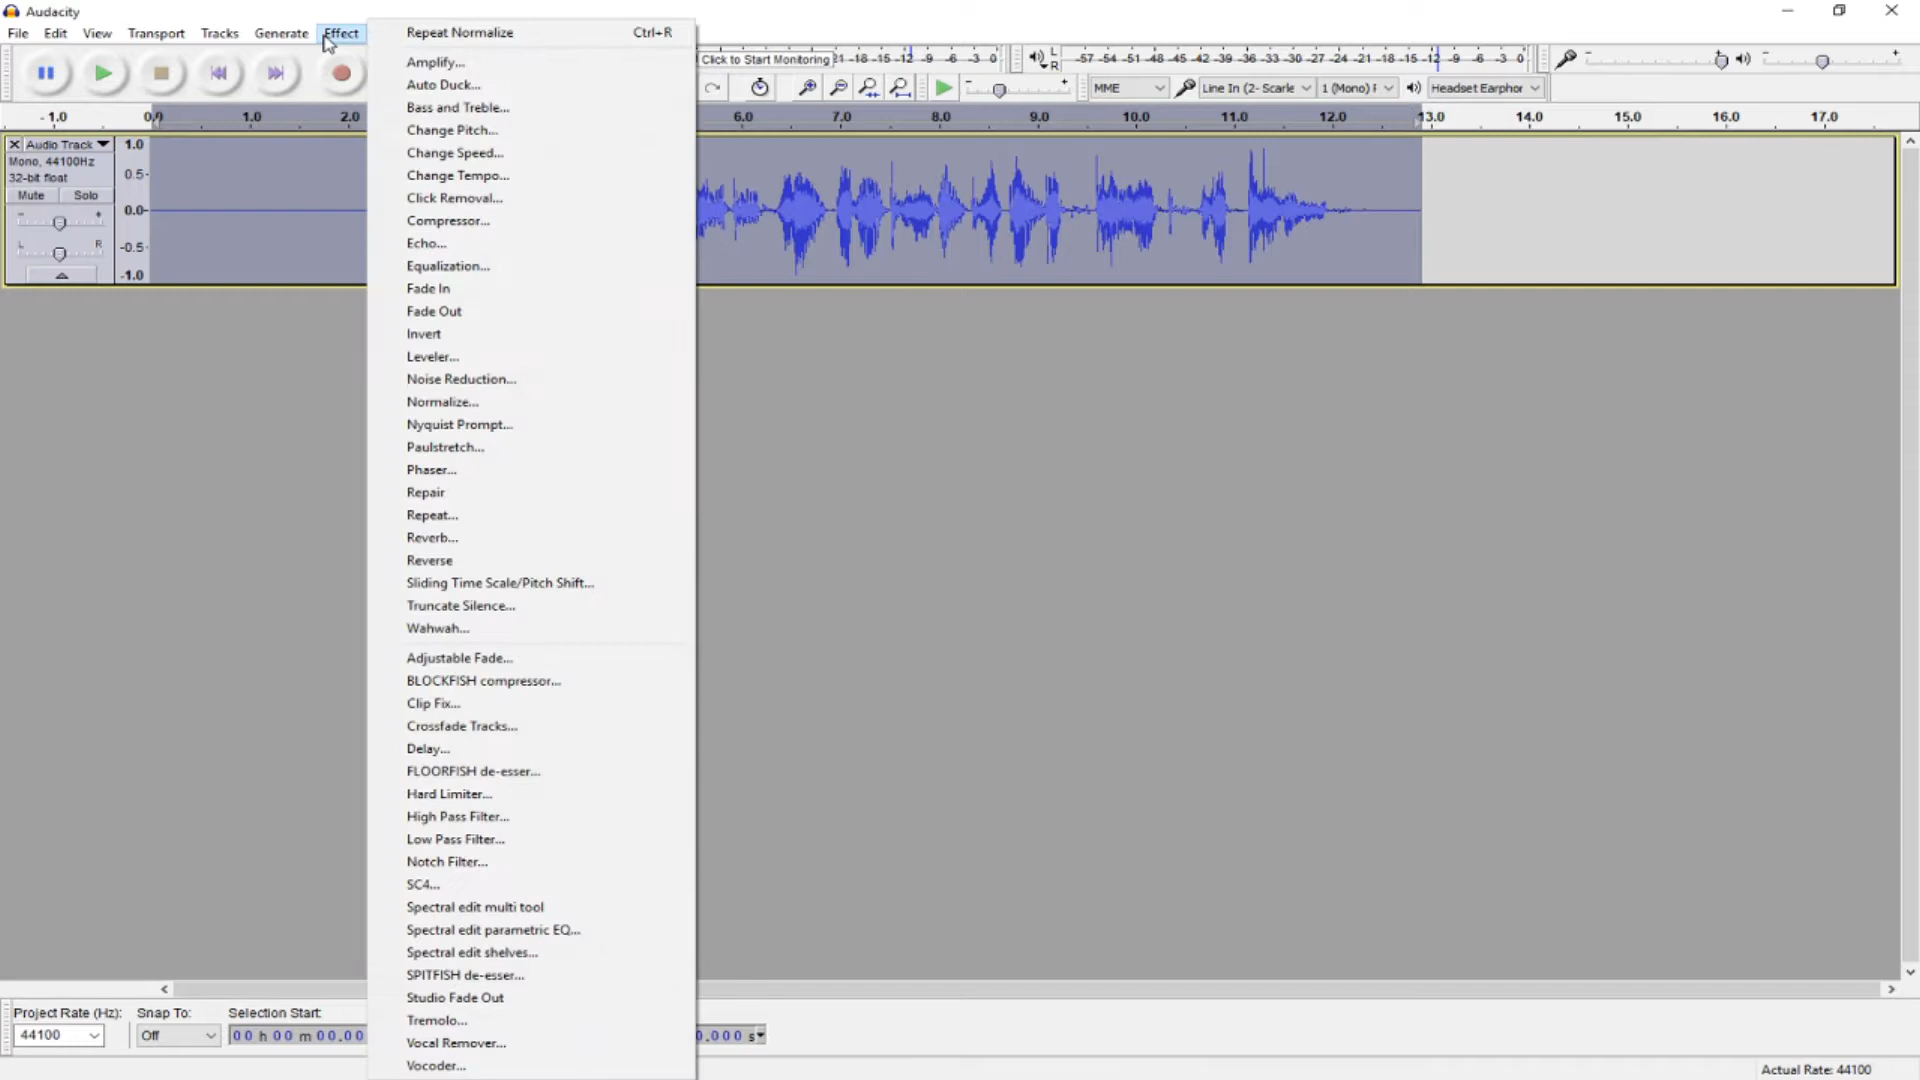 Audacity
File Edit View Transport Tracks Generate Effect
Repeat Normalize Ctrl+R
Amplify...
Auto Duck...
Bass and Treble...
Change Pitch...
Change Speed...
Change Tempo...
Click Removal...
Compressor...
Echo...
Equalization...
Fade In
Fade Out
Invert
Leveler...
Noise Reduction...
Normalize...
Nyquist Prompt...
Paulstretch...
Phaser...
Repair
Repeat...
Reverb...
Reverse
Sliding Time Scale/Pitch Shift...
Truncate Silence...
Wahwah...
Adjustable Fade...
BLOCKFISH compressor...
Clip Fix...
Crossfade Tracks...
Delay...
FLOORFISH de-esser...
Hard Limiter...
High Pass Filter...
Low Pass Filter...
Notch Filter...
SC4...
Spectral edit multi tool
Spectral edit parametric EQ...
Spectral edit shelves...
SPITFISH de-esser...
Studio Fade Out
Tremolo...
Vocal Remover...
Vocoder...
Click to Start Monitoring -18 -15 -12 -9 -6 -3 0
L
R
-57 -54 -51 -48 -45 -42 -39 -36 -33 -30 -27 -24 -21 -18 -15 -12 -9 -6 -3 0
MME Line In (2- Scarle 1 (Mono) Headset Earphor
-1.0 0.0 1.0 2.0 6.0 7.0 8.0 9.0 10.0 11.0 12.0 13.0 14.0 15.0 16.0 17.0
Audio Track 1.0
Mono, 44100Hz
32-bit float 0.5
Mute Solo
0.0
L R -0.5
-1.0
Project Rate (Hz): Snap To: Selection Start:
44100 Off 00 h 00 m 00.00 0.000 s
Actual Rate: 44100